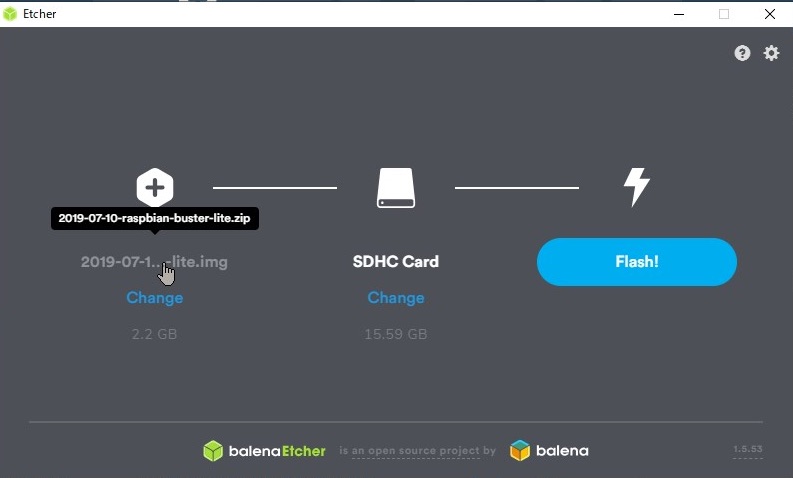 Etcher
2019-07-10-raspbian-buster-lite.zip
2019-07-1...-lite.img
SDHC Card
Flash!
Change
Change
2.2 GB
15.59 GB
balenaEtcher is an open source project by balena
1.5.53